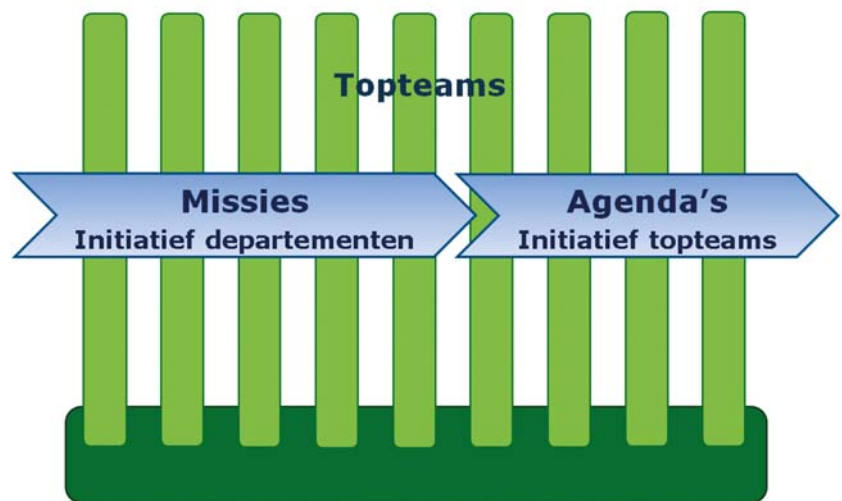 Topteams
Missies
Initiatief departementen
Agenda's
Initiatief topteams